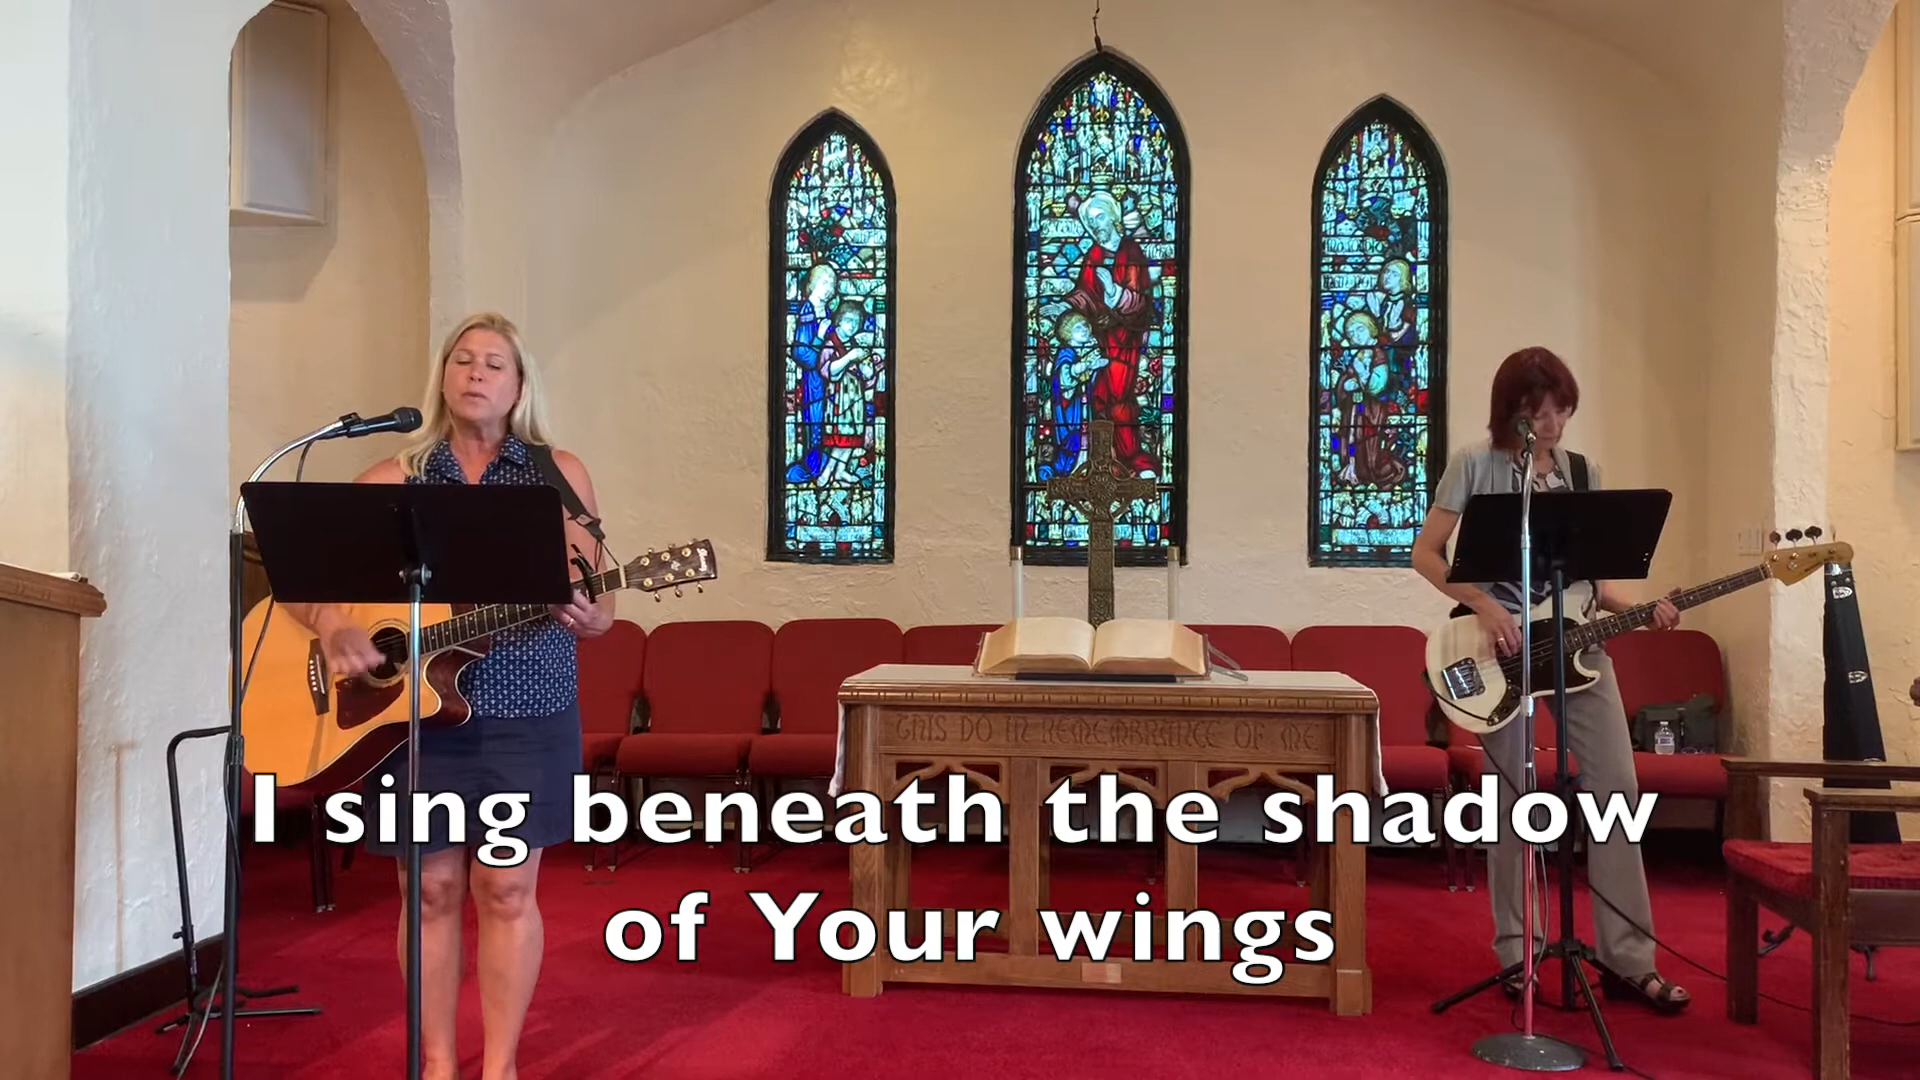 THIS DO IN REMEMBRANCE OF ME
I sing beneath the shadow
of Your wings